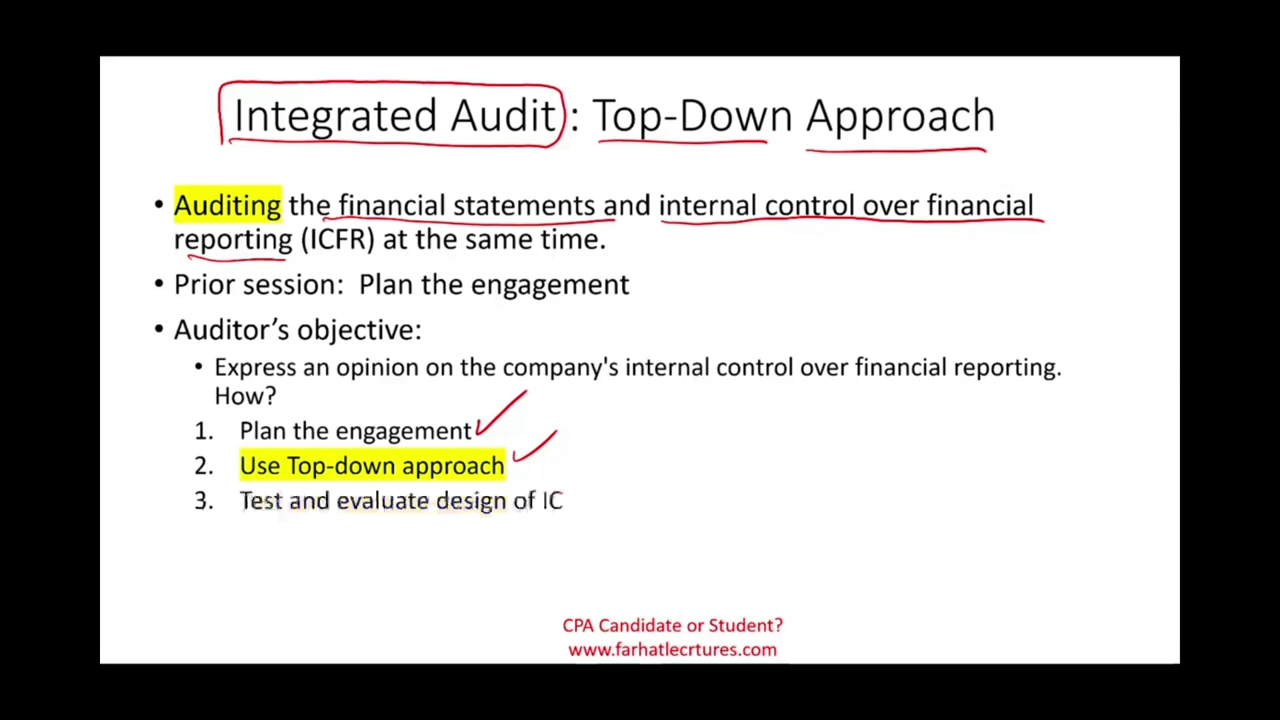 Integrated Audit : Top-Down Approach
• Auditing the financial statements and internal control over financial
reporting (ICFR) at the same time.
• Prior session: Plan the engagement
• Auditor’s objective:
• Express an opinion on the company's internal control over financial reporting.
How?
1. Plan the engagement
2. Use Top-down approach
3. Test and evaluate design of IC
CPA Candidate or Student?
www.farhatlecrtures.com